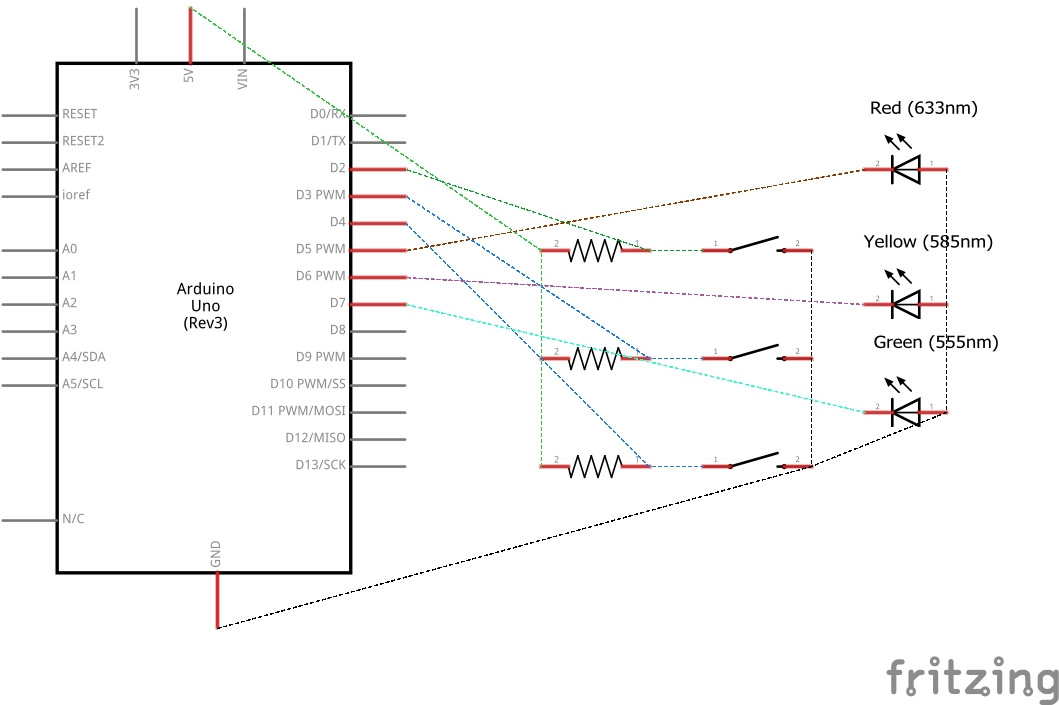 3V3
5V
VIN
RESET
RESET2
AREF
ioref
A0
A1
A2
A3
A4/SDA
A5/SCL
N/C
Arduino
Uno
(Rev3)
D0/RX
D1/TX
D2
D3 PWM
D4
D5 PWM
D6 PWM
D7
D8
D9 PWM
D10 PWM/SS
D11 PWM/MOSI
D12/MISO
D13/SCK
GND
2
1
1
2
2
1
1
2
2
1
1
2
Red (633nm)
2
1
Yellow (585nm)
2
1
Green (555nm)
2
1
fritzing